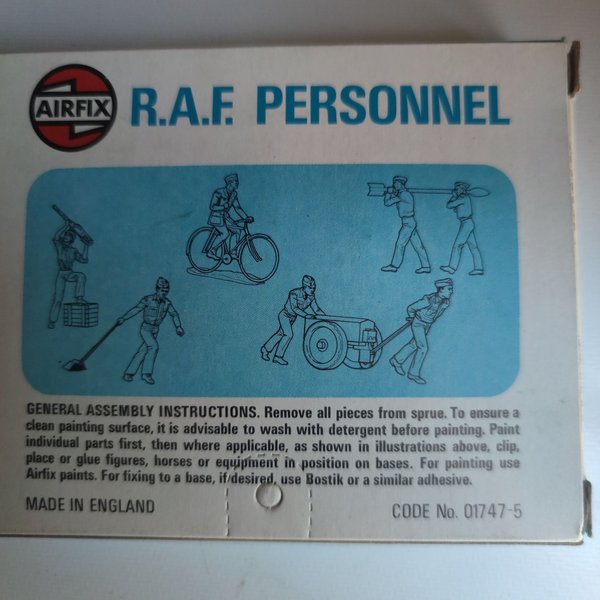 AIRFIX
R.A.F. PERSONNEL
GENERAL ASSEMBLY INSTRUCTIONS. Remove all pieces from sprue. To ensure a
clean painting surface, it is advisable to wash with detergent before painting. Paint
individual parts first, then where applicable, as shown in illustrations above, clip,
place or glue figures, horses or equipment in position on bases. For painting use
Airfix paints. For fixing to a base, if desired, use Bostik or a similar adhesive.
MADE IN ENGLAND
CODE No. 01747-5